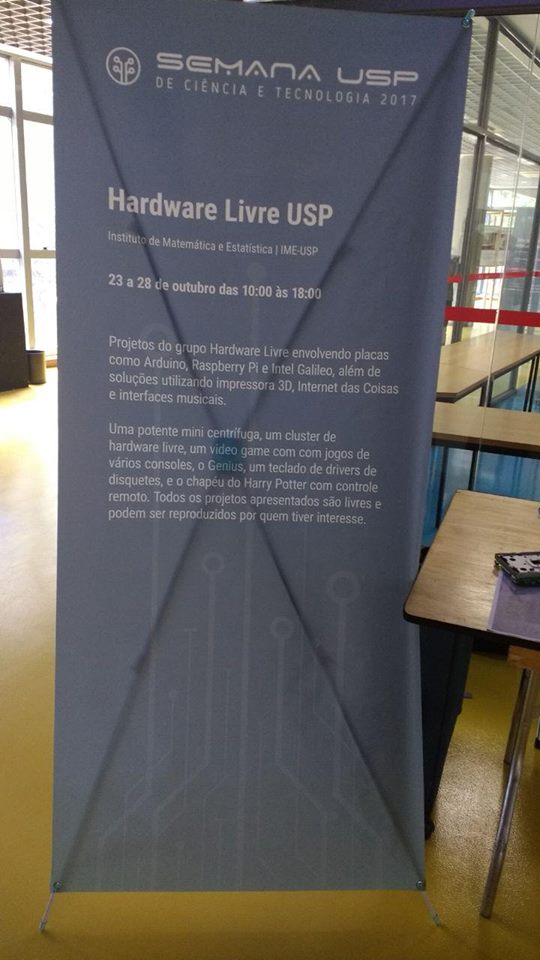 SEMANA USP
DE CIÊNCIA E TECNOLOGIA 2017
Hardware Livre USP
Instituto de Matemática e Estatística | IME-USP
23 a 28 de outubro das 10:00 às 18:00
Projetos do grupo Hardware Livre envolvendo placas
como Arduino, Raspberry Pi e Intel Galileo, além de
soluções utilizando impressora 3D, Internet das Coisas
e interfaces musicais.
Uma potente mini centrífuga, um cluster de
hardware livre, um video game com com jogos de
vários consoles, o Genius, um teclado de drivers de
disquetes, e o chapéu do Harry Potter com controle
remoto. Todos os projetos apresentados são livres e
podem ser reproduzidos por quem tiver interesse.